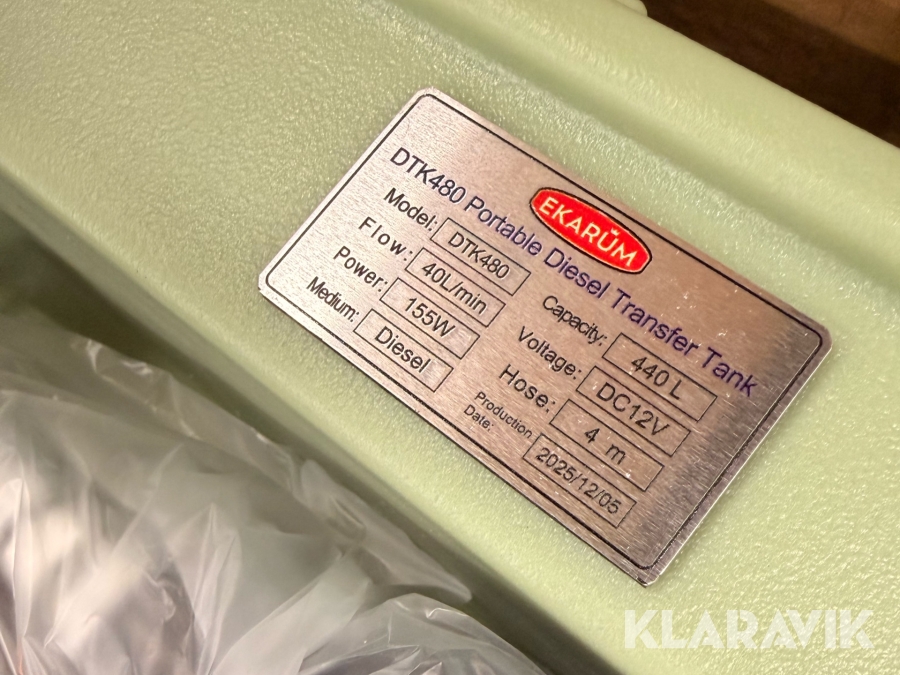 EKARŬM
DTK480 Portable Diesel Transfer Tank
Model: DTK480 Capacity: 440 L
Flow: 40L/min Voltage: DC12V
Power: 155W Hose: 4 m
Medium: Diesel Production Date: 2025/12/05
KLARAVIK